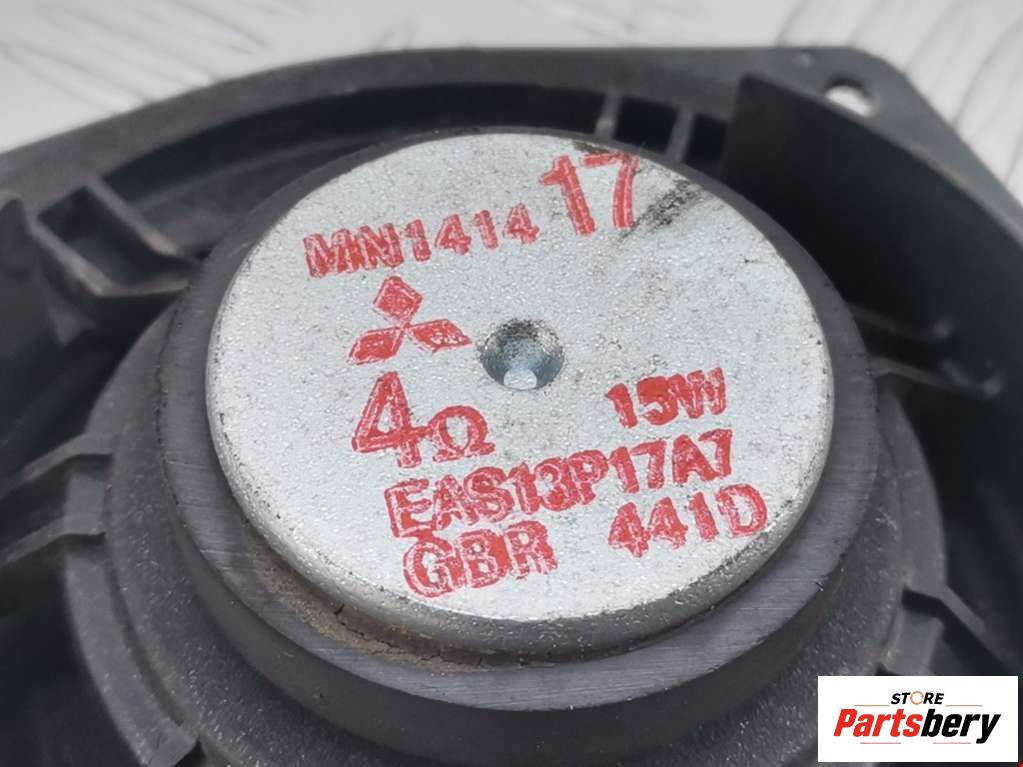 MN141417
4Ω 15W
EAS13P17A7
GBR 441D
STORE
Partsbery